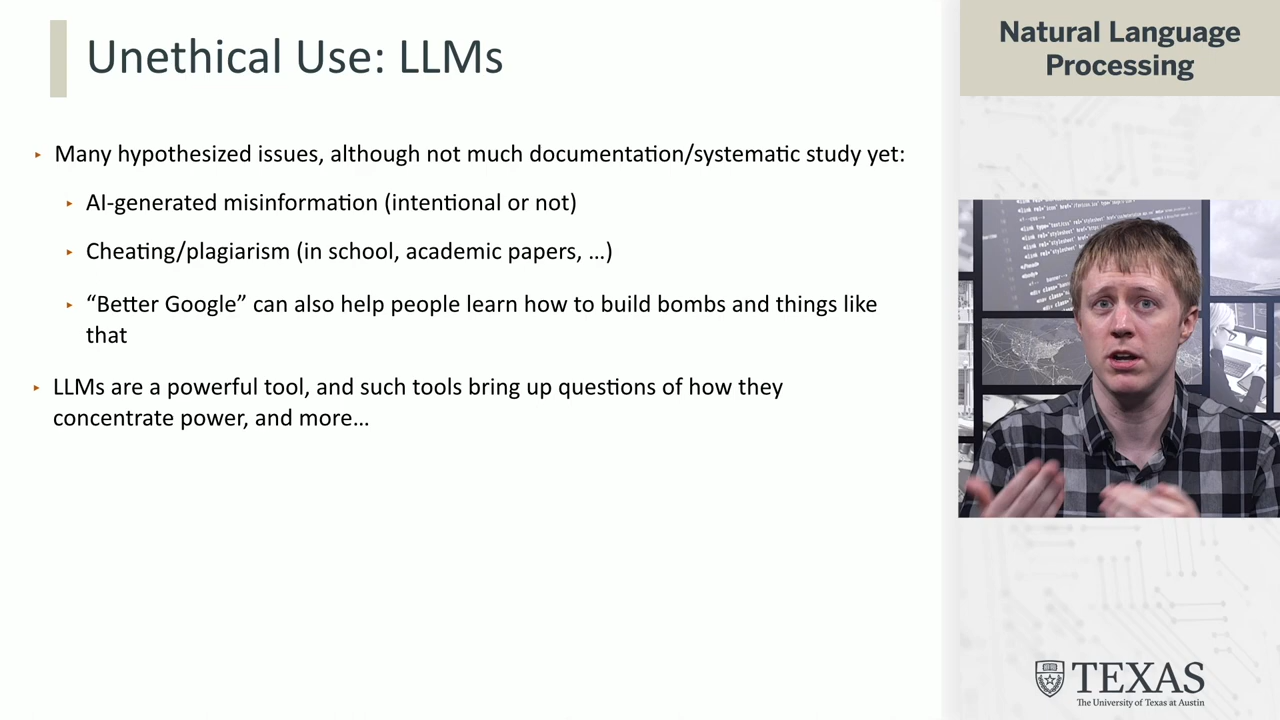 Unethical Use: LLMs
‣ Many hypothesized issues, although not much documentation/systematic study yet:
‣ AI-generated misinformation (intentional or not)
‣ Cheating/plagiarism (in school, academic papers, …)
‣ “Better Google” can also help people learn how to build bombs and things like
that
‣ LLMs are a powerful tool, and such tools bring up questions of how they
concentrate power, and more…
Natural Language
Processing
TEXAS
The University of Texas at Austin